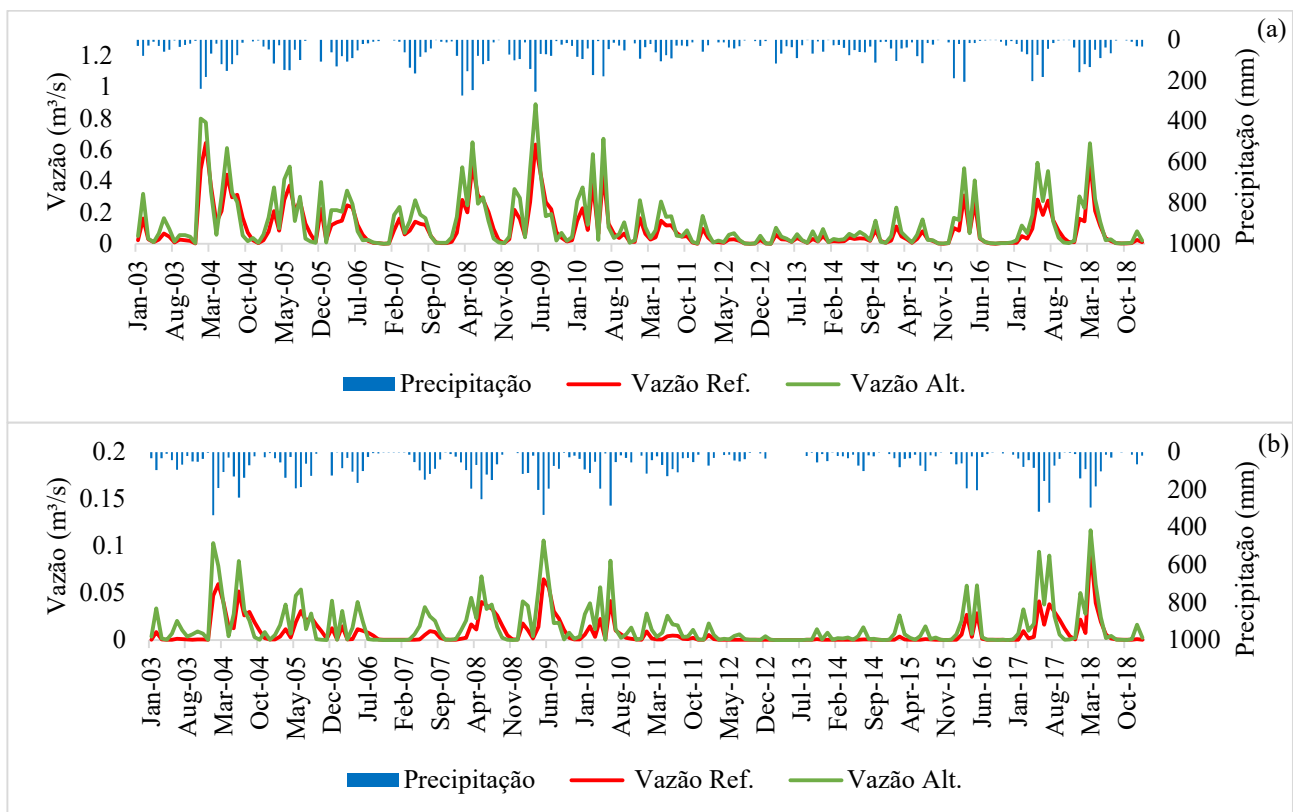 (a)
Vazão (m³/s)
1.2
1
0.8
0.6
0.4
0.2
0
0
200
400
600
800
1000
Precipitação (mm)
Jan-03
Aug-03
Mar-04
Oct-04
May-05
Dec-05
Jul-06
Feb-07
Sep-07
Apr-08
Nov-08
Jun-09
Jan-10
Aug-10
Mar-11
Oct-11
May-12
Dec-12
Jul-13
Feb-14
Sep-14
Apr-15
Nov-15
Jun-16
Jan-17
Aug-17
Mar-18
Oct-18
Precipitação Vazão Ref. Vazão Alt.
(b)
Vazão (m³/s)
0.2
0.15
0.1
0.05
0
0
200
400
600
800
1000
Precipitação (mm)
Jan-03
Aug-03
Mar-04
Oct-04
May-05
Dec-05
Jul-06
Feb-07
Sep-07
Apr-08
Nov-08
Jun-09
Jan-10
Aug-10
Mar-11
Oct-11
May-12
Dec-12
Jul-13
Feb-14
Sep-14
Apr-15
Nov-15
Jun-16
Jan-17
Aug-17
Mar-18
Oct-18
Precipitação Vazão Ref. Vazão Alt.